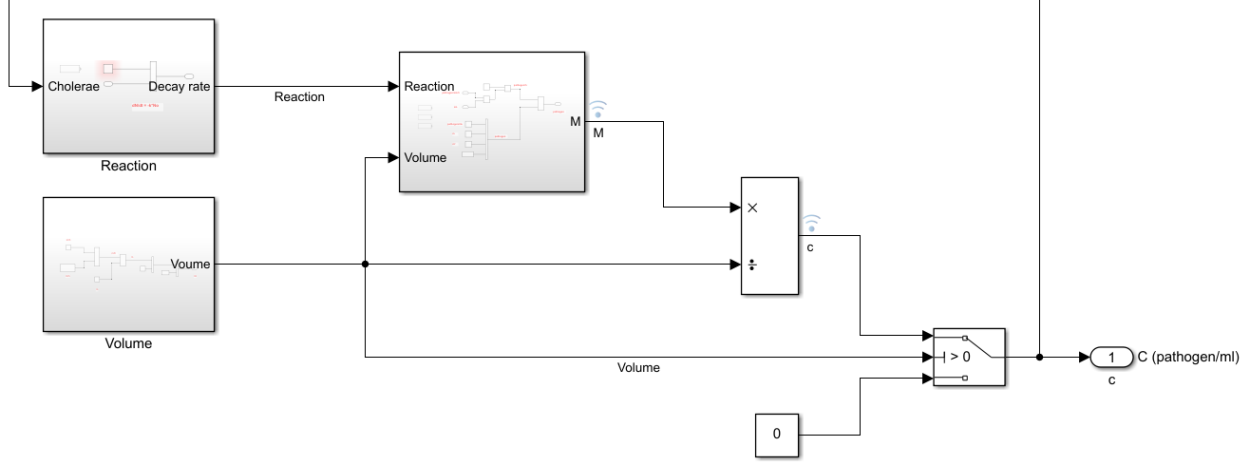 Cholerae
Decay rate
Reaction
Reaction
Reaction
Volume
M
M
Voume
Volume
×
÷
c
Volume
> 0
0
1
C (pathogen/ml)
c